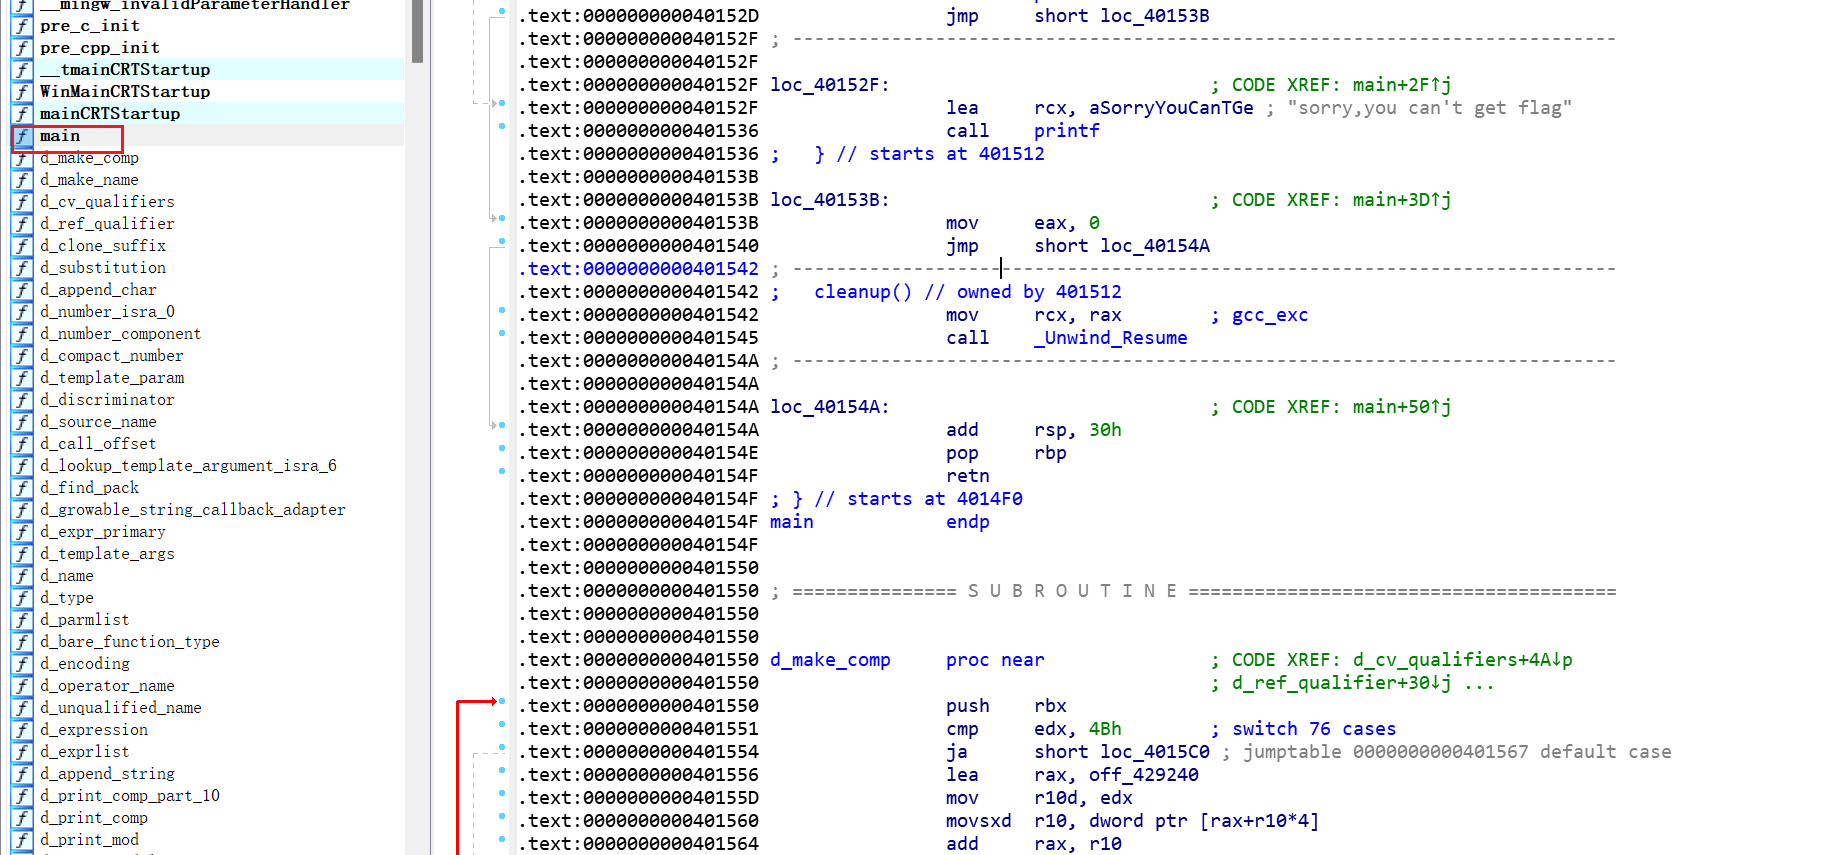 __mingw_invalidParameterHandler
pre_c_init
pre_cpp_init
__tmainCRTStartup
WinMainCRTStartup
mainCRTStartup
main
d_make_comp
d_make_name
d_cv_qualifiers
d_ref_qualifier
d_clone_suffix
d_substitution
d_append_char
d_number_isra_0
d_number_component
d_compact_number
d_template_param
d_discriminator
d_source_name
d_call_offset
d_lookup_template_argument_isra_6
d_find_pack
d_growable_string_callback_adapter
d_expr_primary
d_template_args
d_name
d_type
d_parmlist
d_bare_function_type
d_encoding
d_operator_name
d_unqualified_name
d_expression
d_exprlist
d_append_string
d_print_comp_part_10
d_print_comp
d_print_mod
.text:000000000040152D jmp short loc_40153B
.text:000000000040152F ; ---------------------------------------------------------------------------
.text:000000000040152F
.text:000000000040152F loc_40152F: ; CODE XREF: main+2F↑j
.text:000000000040152F lea rcx, aSorryYouCanTGe ; "sorry,you can't get flag"
.text:0000000000401536 call printf
.text:0000000000401536 ; } // starts at 401512
.text:000000000040153B
.text:000000000040153B loc_40153B: ; CODE XREF: main+3D↑j
.text:000000000040153B mov eax, 0
.text:0000000000401540 jmp short loc_40154A
.text:0000000000401542 ; ---------------------------------------------------------------------------
.text:0000000000401542 ; cleanup() // owned by 401512
.text:0000000000401542 mov rcx, rax ; gcc_exc
.text:0000000000401545 call _Unwind_Resume
.text:000000000040154A ; ---------------------------------------------------------------------------
.text:000000000040154A
.text:000000000040154A loc_40154A: ; CODE XREF: main+50↑j
.text:000000000040154A add rsp, 30h
.text:000000000040154E pop rbp
.text:000000000040154F retn
.text:000000000040154F ; } // starts at 4014F0
.text:000000000040154F main endp
.text:000000000040154F
.text:0000000000401550
.text:0000000000401550 ; =============== S U B R O U T I N E =======================================
.text:0000000000401550
.text:0000000000401550
.text:0000000000401550 d_make_comp proc near ; CODE XREF: d_cv_qualifiers+4A↓p
.text:0000000000401550 ; d_ref_qualifier+30↓j ...
.text:0000000000401550 push rbx
.text:0000000000401551 cmp edx, 4Bh ; switch 76 cases
.text:0000000000401554 ja short loc_4015C0 ; jumptable 0000000000401567 default case
.text:0000000000401556 lea rax, off_429240
.text:000000000040155D mov r10d, edx
.text:0000000000401560 movsxd r10, dword ptr [rax+r10*4]
.text:0000000000401564 add rax, r10